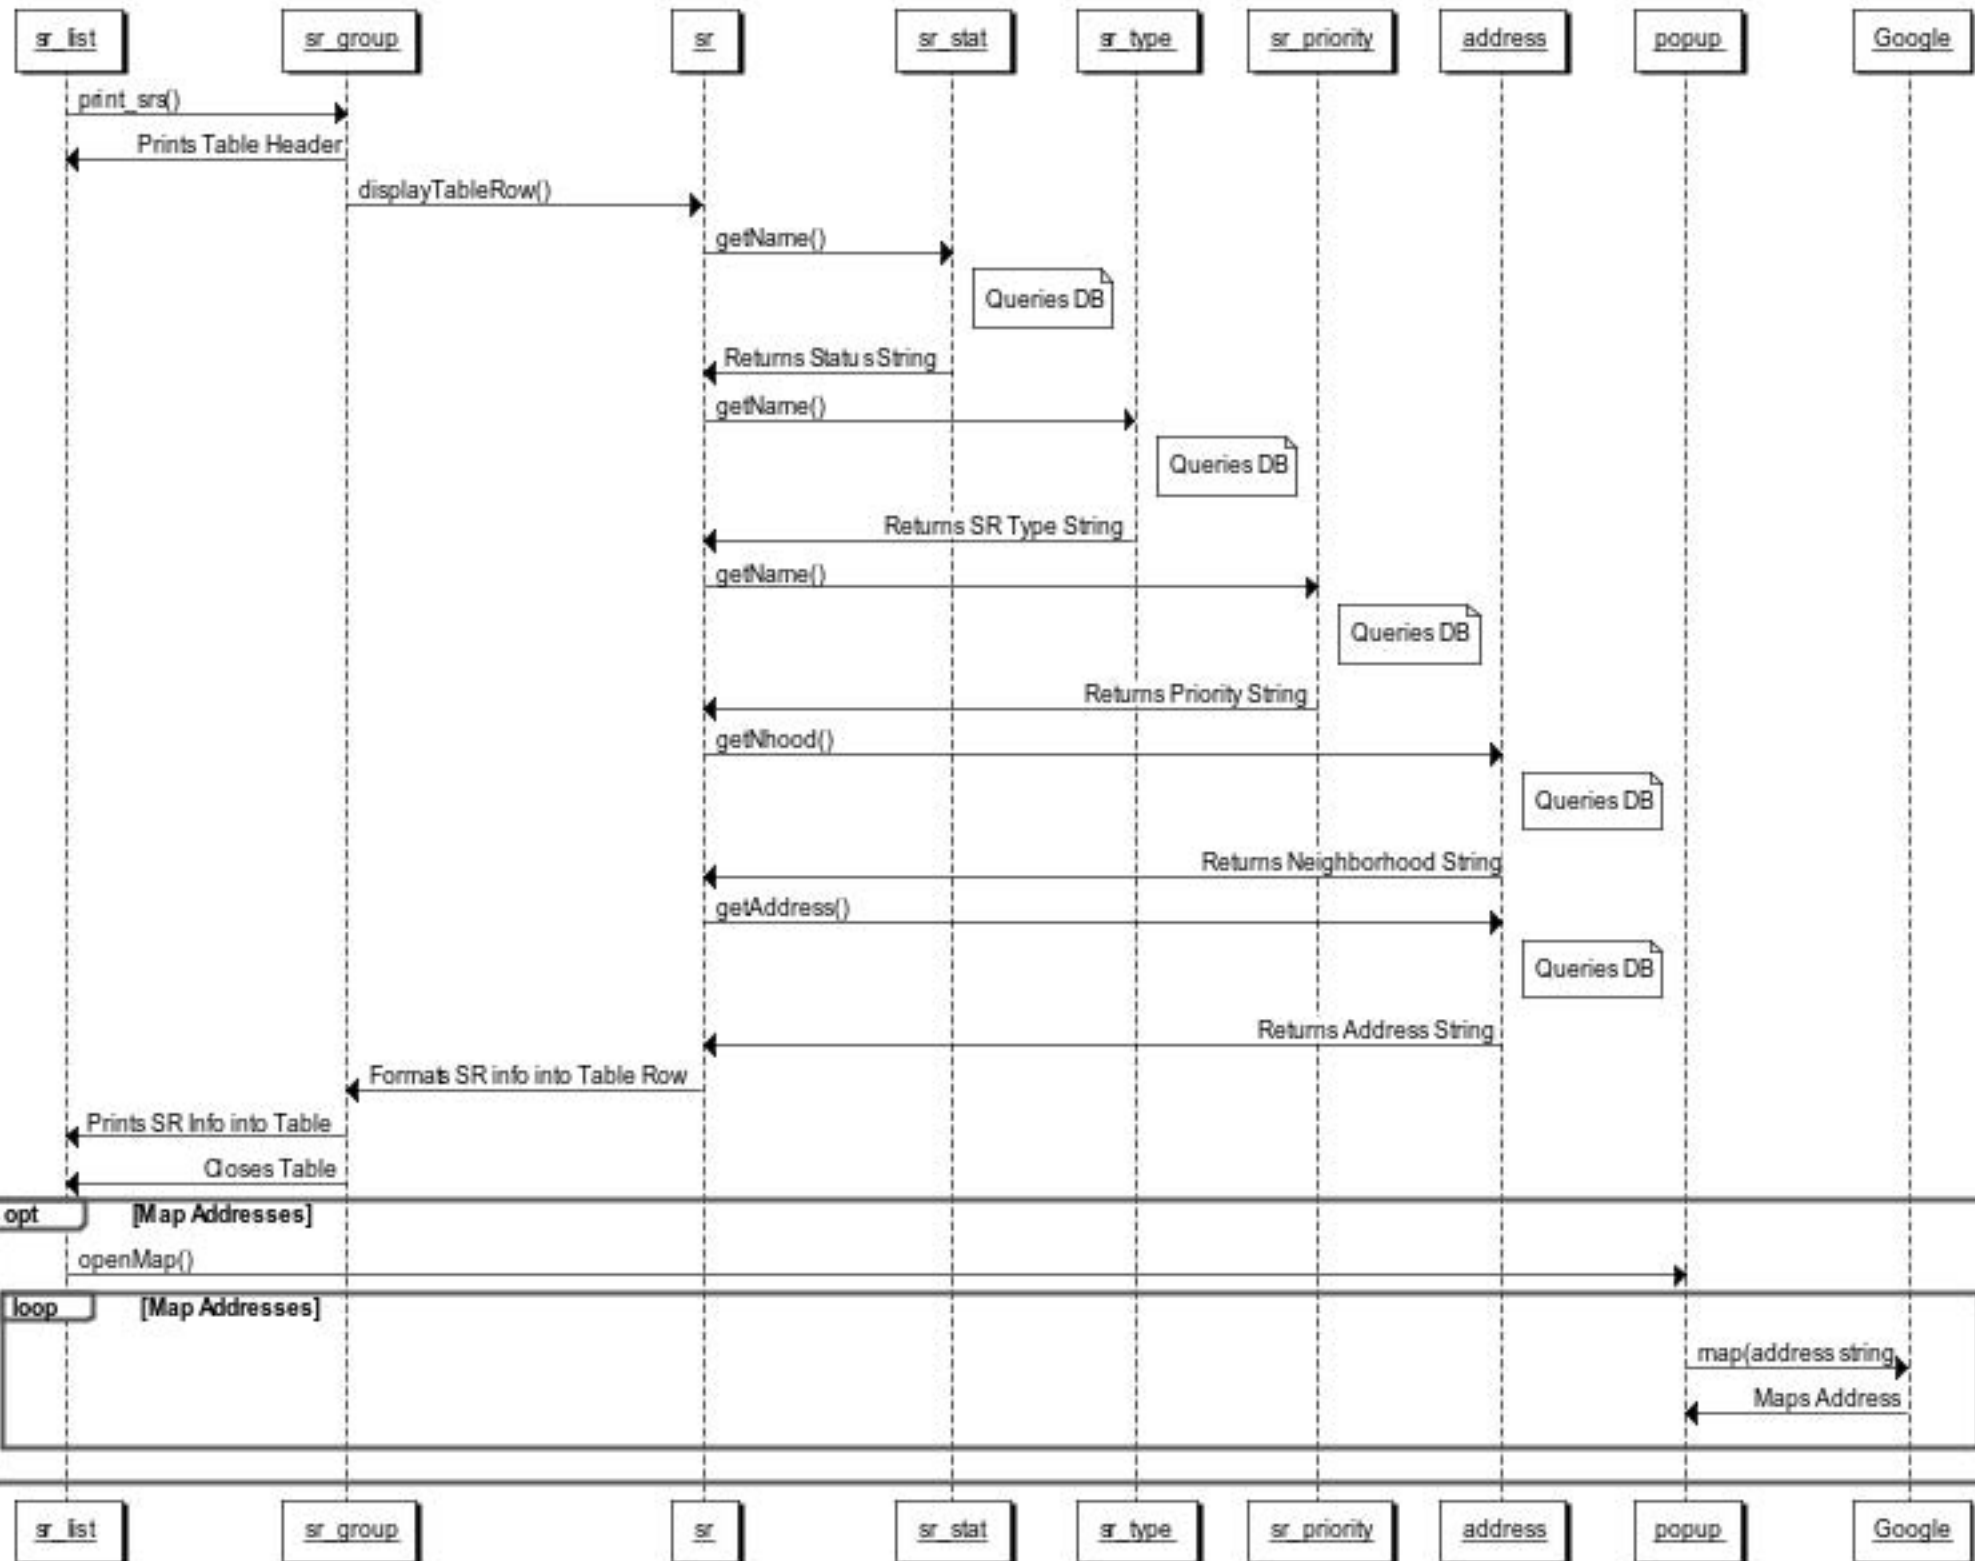 sr_list sr_group sr sr_stat sr_type sr_priority address popup Google
print_srs()
Prints Table Header
displayTableRow()
getName()
Queries DB
Returns Status String
getName()
Queries DB
Returns SR Type String
getName()
Queries DB
Returns Priority String
getNhood()
Queries DB
Returns Neighborhood String
getAddress()
Queries DB
Returns Address String
Formats SR info into Table Row
Prints SR Info into Table
Closes Table
opt [Map Addresses]
openMap()
loop [Map Addresses]
map(address string
Maps Address
sr_list sr_group sr sr_stat sr_type sr_priority address popup Google